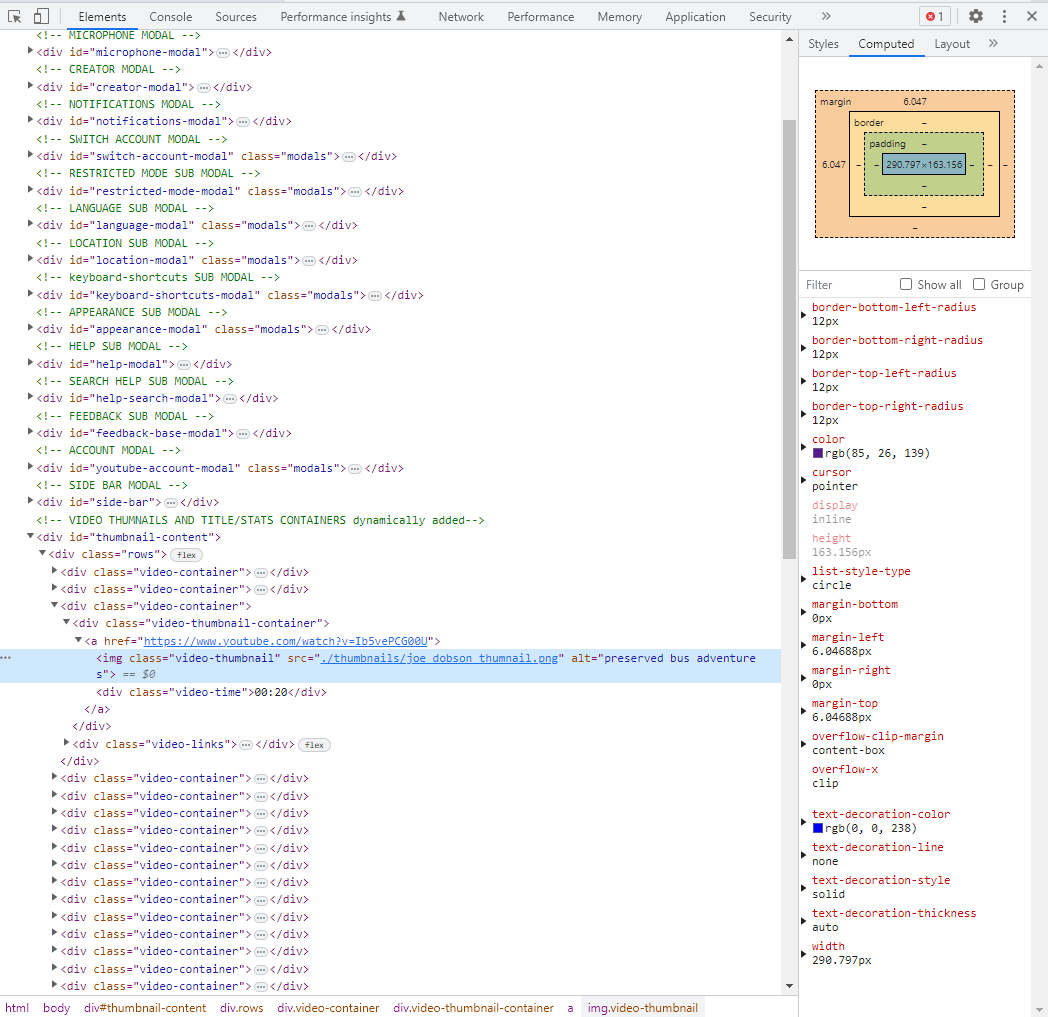 Elements Console Sources Performance insights Network Performance Memory Application Security » 1
<!-- MICROPHONE MODAL -->
<div id="microphone-modal">…</div>
<!-- CREATOR MODAL -->
<div id="creator-modal">…</div>
<!-- NOTIFICATIONS MODAL -->
<div id="notifications-modal">…</div>
<!-- SWITCH ACCOUNT MODAL -->
<div id="switch-account-modal" class="modals">…</div>
<!-- RESTRICTED MODE SUB MODAL -->
<div id="restricted-mode-modal" class="modals">…</div>
<!-- LANGUAGE SUB MODAL -->
<div id="language-modal" class="modals">…</div>
<!-- LOCATION SUB MODAL -->
<div id="location-modal" class="modals">…</div>
<!-- keyboard-shortcuts SUB MODAL -->
<div id="keyboard-shortcuts-modal" class="modals">…</div>
<!-- APPEARANCE SUB MODAL -->
<div id="appearance-modal" class="modals">…</div>
<!-- HELP SUB MODAL -->
<div id="help-modal">…</div>
<!-- SEARCH HELP SUB MODAL -->
<div id="help-search-modal">…</div>
<!-- FEEDBACK SUB MODAL -->
<div id="feedback-base-modal">…</div>
<!-- ACCOUNT MODAL -->
<div id="youtube-account-modal" class="modals">…</div>
<!-- SIDE BAR MODAL -->
<div id="side-bar">…</div>
<!-- VIDEO THUMNAILS AND TITLE/STATS CONTAINERS dynamically added-->
<div id="thumbnail-content">
<div class="rows"> flex
<div class="video-container">…</div>
<div class="video-container">…</div>
<div class="video-container">
<div class="video-thumbnail-container">
<a href="https://www.youtube.com/watch?v=Ib5vePCG00U">
<img class="video-thumbnail" src="./thumbnails/joe_dobson_thumnail.png" alt="preserved bus adventure
s"> == $0
<div class="video-time">00:20</div>
</a>
</div>
<div class="video-links">…</div> flex
</div>
<div class="video-container">…</div>
<div class="video-container">…</div>
<div class="video-container">…</div>
<div class="video-container">…</div>
<div class="video-container">…</div>
<div class="video-container">…</div>
<div class="video-container">…</div>
<div class="video-container">…</div>
<div class="video-container">…</div>
<div class="video-container">…</div>
<div class="video-container">…</div>
<div class="video-container">…</div>
<div class="video-container">…</div>
html body div#thumbnail-content div.rows div.video-container div.video-thumbnail-container a img.video-thumbnail
Styles Computed Layout »
margin 6.047
border –
padding –
6.047 – – 290.797×163.156 – – –
–
–
–
Filter Show all Group
border-bottom-left-radius
12px
border-bottom-right-radius
12px
border-top-left-radius
12px
border-top-right-radius
12px
color
rgb(85, 26, 139)
cursor
pointer
display
inline
height
163.156px
list-style-type
circle
margin-bottom
0px
margin-left
6.04688px
margin-right
0px
margin-top
6.04688px
overflow-clip-margin
content-box
overflow-x
clip
text-decoration-color
rgb(0, 0, 238)
text-decoration-line
none
text-decoration-style
solid
text-decoration-thickness
auto
width
290.797px